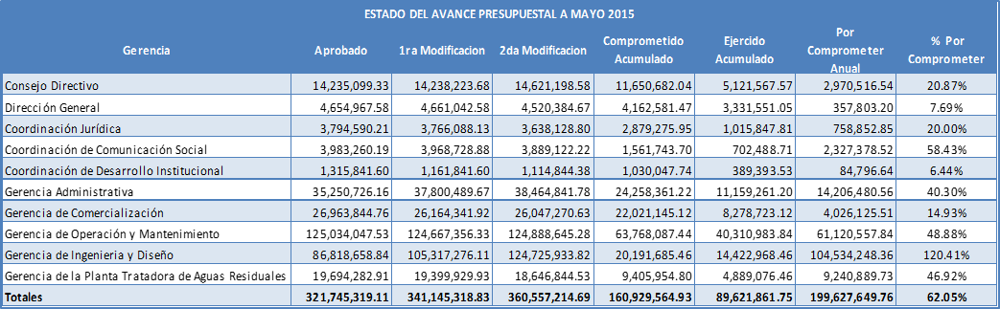 ESTADO DEL AVANCE PRESUPUESTAL A MAYO 2015
Gerencia Aprobado 1ra Modificacion 2da Modificacion Comprometido Acumulado Ejercido Acumulado Por Comprometer Anual % Por Comprometer
Consejo Directivo 14,235,099.33 14,238,223.68 14,621,198.58 11,650,682.04 5,121,567.57 2,970,516.54 20.87%
Dirección General 4,654,967.58 4,661,042.58 4,520,384.67 4,162,581.47 3,331,551.05 357,803.20 7.69%
Coordinación Jurídica 3,794,590.21 3,766,088.13 3,638,128.80 2,879,275.95 1,015,847.81 758,852.85 20.00%
Coordinación de Comunicación Social 3,983,260.19 3,968,728.88 3,889,122.22 1,561,743.70 702,488.71 2,327,378.52 58.43%
Coordinación de Desarrollo Institucional 1,315,841.60 1,161,841.60 1,114,844.38 1,030,047.74 389,393.53 84,796.64 6.44%
Gerencia Administrativa 35,250,726.16 37,800,489.67 38,464,841.78 24,258,361.22 11,159,261.20 14,206,480.56 40.30%
Gerencia de Comercialización 26,963,844.76 26,164,341.92 26,047,270.63 22,021,145.12 8,278,723.12 4,026,125.51 14.93%
Gerencia de Operación y Mantenimiento 125,034,047.53 124,667,356.33 124,888,645.28 63,768,087.44 40,310,983.84 61,120,557.84 48.88%
Gerencia de Ingenieria y Diseño 86,818,658.84 105,317,276.11 124,725,933.82 20,191,685.46 14,422,968.46 104,534,248.36 120.41%
Gerencia de la Planta Tratadora de Aguas Residuales 19,694,282.91 19,399,929.93 18,646,844.53 9,405,954.80 4,889,076.46 9,240,889.73 46.92%
Totales 321,745,319.11 341,145,318.83 360,557,214.69 160,929,564.93 89,621,861.75 199,627,649.76 62.05%